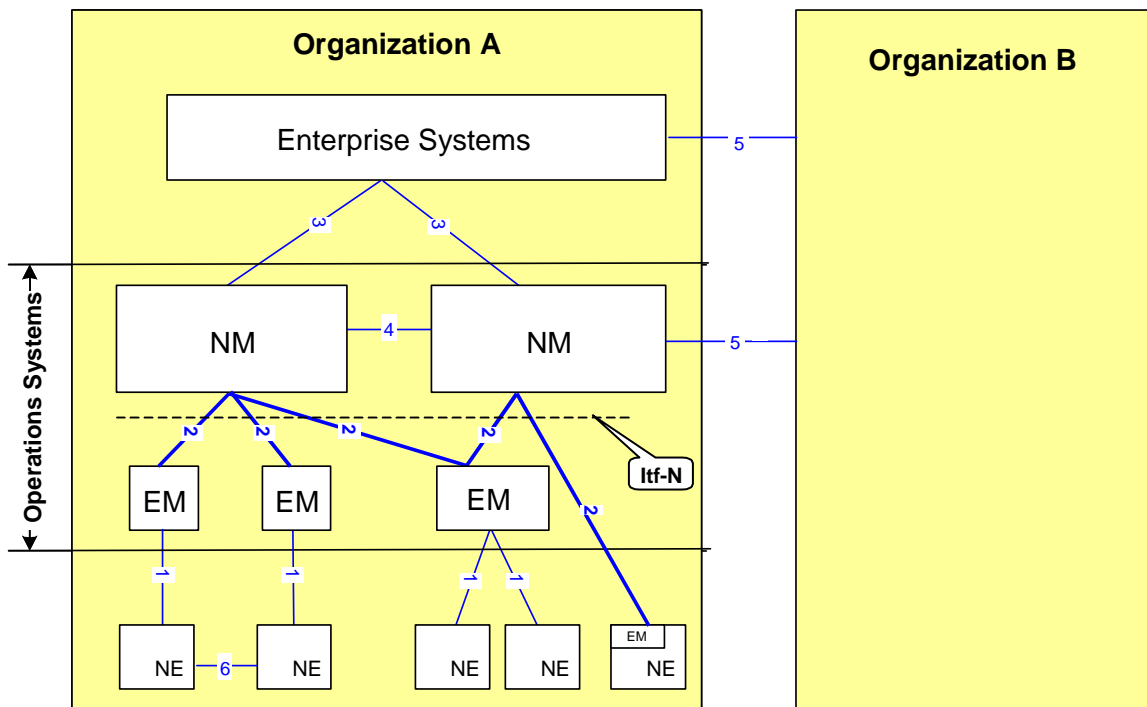 Organization A
Organization B
Enterprise Systems
5
3
3
Operations Systems
NM
4
NM
5
2
2
2
2
Itf-N
EM
EM
EM
2
1
1
1
1
NE
6
NE
NE
NE
EM
NE